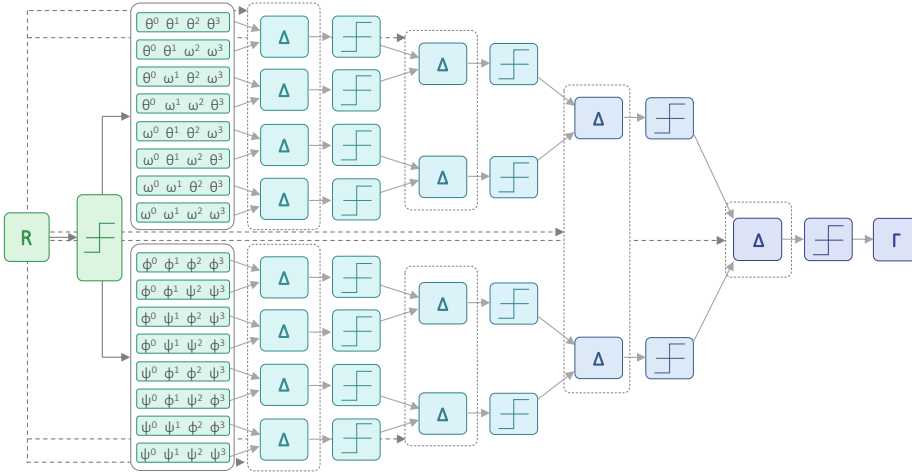 θ⁰ θ¹ θ² θ³
θ⁰ θ¹ ω² ω³
θ⁰ ω¹ θ² ω³
θ⁰ ω¹ ω² θ³
ω⁰ θ¹ θ² ω³
ω⁰ θ¹ ω² θ³
ω⁰ ω¹ θ² θ³
ω⁰ ω¹ ω² ω³
Δ
Δ
Δ
Δ
Δ
Δ
Δ
R
Δ
Γ
ϕ⁰ ϕ¹ ϕ² ϕ³
ϕ⁰ ϕ¹ ψ² ψ³
ϕ⁰ ψ¹ ϕ² ψ³
ϕ⁰ ψ¹ ψ² ϕ³
ψ⁰ ϕ¹ ϕ² ψ³
ψ⁰ ϕ¹ ψ² ϕ³
ψ⁰ ψ¹ ϕ² ϕ³
ψ⁰ ψ¹ ψ² ψ³
Δ
Δ
Δ
Δ
Δ
Δ
Δ